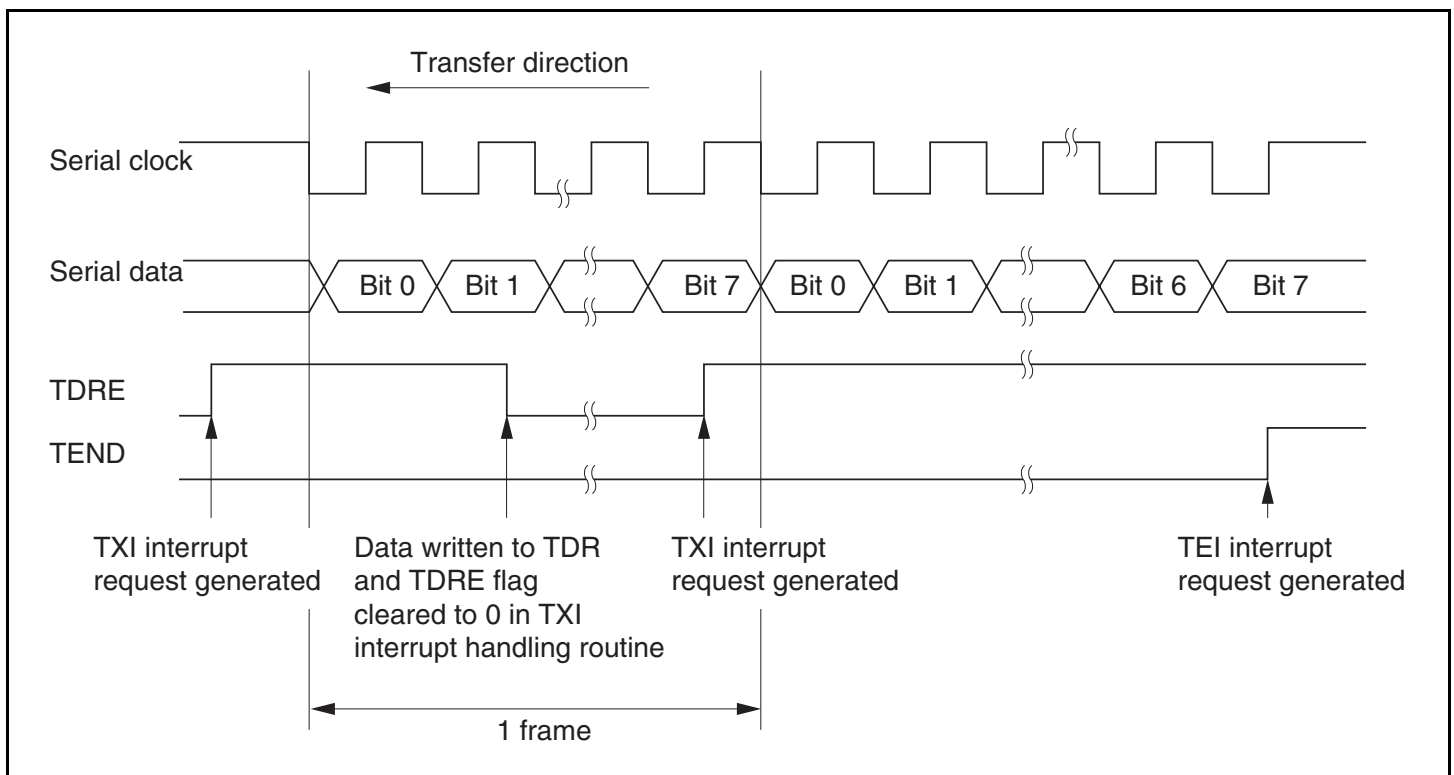 Transfer direction
Serial clock
Serial data
Bit 0
Bit 1
Bit 7
Bit 0
Bit 1
Bit 6
Bit 7
TDRE
TEND
TXI interrupt
request generated
Data written to TDR
and TDRE flag
cleared to 0 in TXI
interrupt handling routine
TXI interrupt
request generated
TEI interrupt
request generated
1 frame